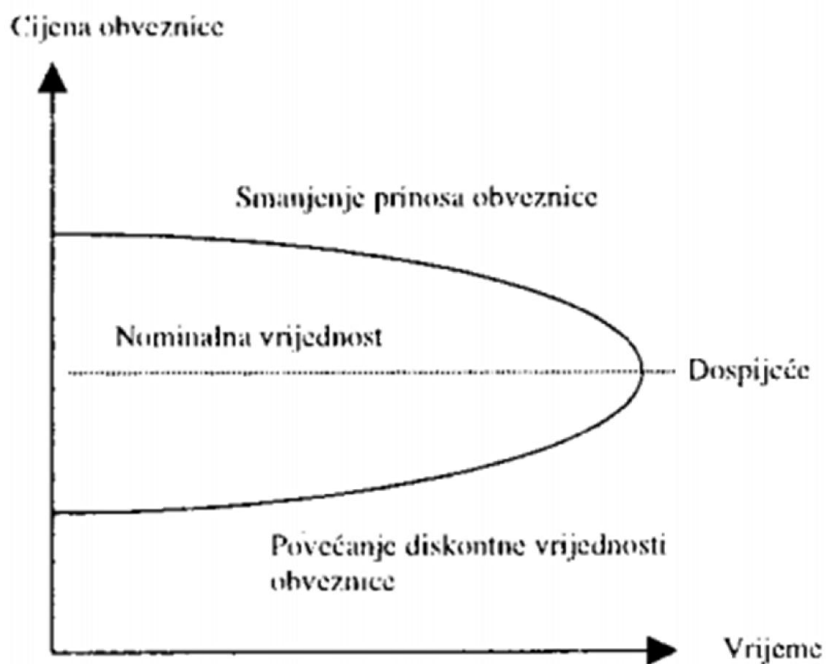 Cijena obveznice
Smanjenje prinosa obveznice
Nominalna vrijednost
Dospijeće
Povećanje diskontne vrijednosti
obveznice
Vrijeme